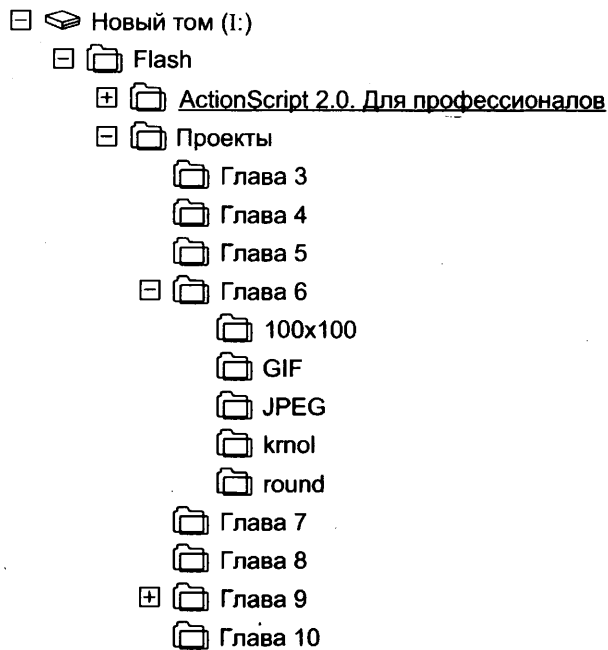 Новый том (I:)
Flash
ActionScript 2.0. Для профессионалов
Проекты
Глава 3
Глава 4
Глава 5
Глава 6
100x100
GIF
JPEG
krnol
round
Глава 7
Глава 8
Глава 9
Глава 10